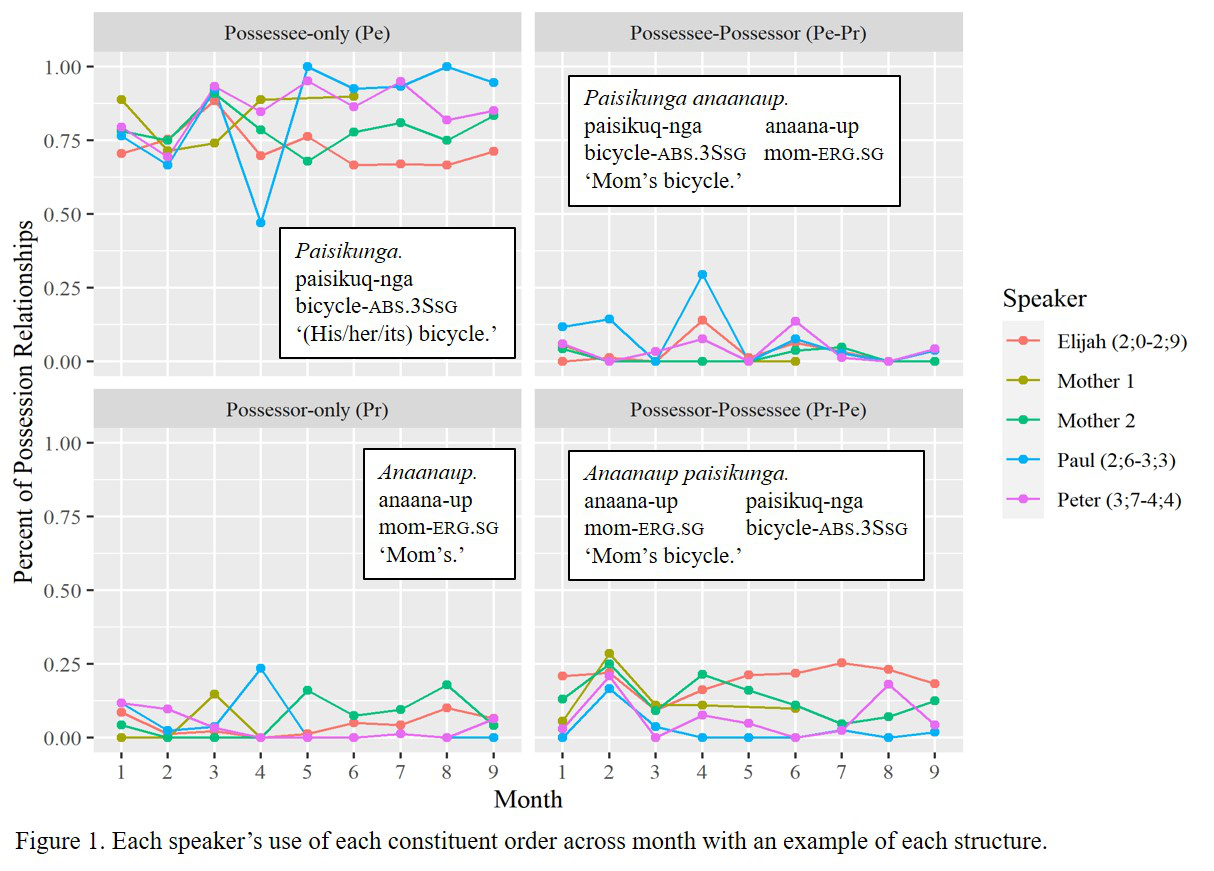 Possessee-only (Pe)
Possessee-Possessor (Pe-Pr)
1.00
0.75
0.50
0.25
0.00
Paisikunga.
paisikuq-nga
bicycle-ABS.3SSG
‘(His/her/its) bicycle.’
Paisikunga anaanaup.
paisikuq-nga anaana-up
bicycle-ABS.3SSG mom-ERG.SG
‘Mom’s bicycle.’
Possessor-only (Pr)
Possessor-Possessee (Pr-Pe)
1.00
0.75
0.50
0.25
0.00
Anaanaup.
anaana-up
mom-ERG.SG
‘Mom’s.’
Anaanaup paisikunga.
anaana-up paisikuq-nga
mom-ERG.SG bicycle-ABS.3SSG
‘Mom’s bicycle.’
1 2 3 4 5 6 7 8 9
1 2 3 4 5 6 7 8 9
Month
Percent of Possession Relationships
Speaker
Elijah (2;0-2;9)
Mother 1
Mother 2
Paul (2;6-3;3)
Peter (3;7-4;4)
Figure 1. Each speaker’s use of each constituent order across month with an example of each structure.